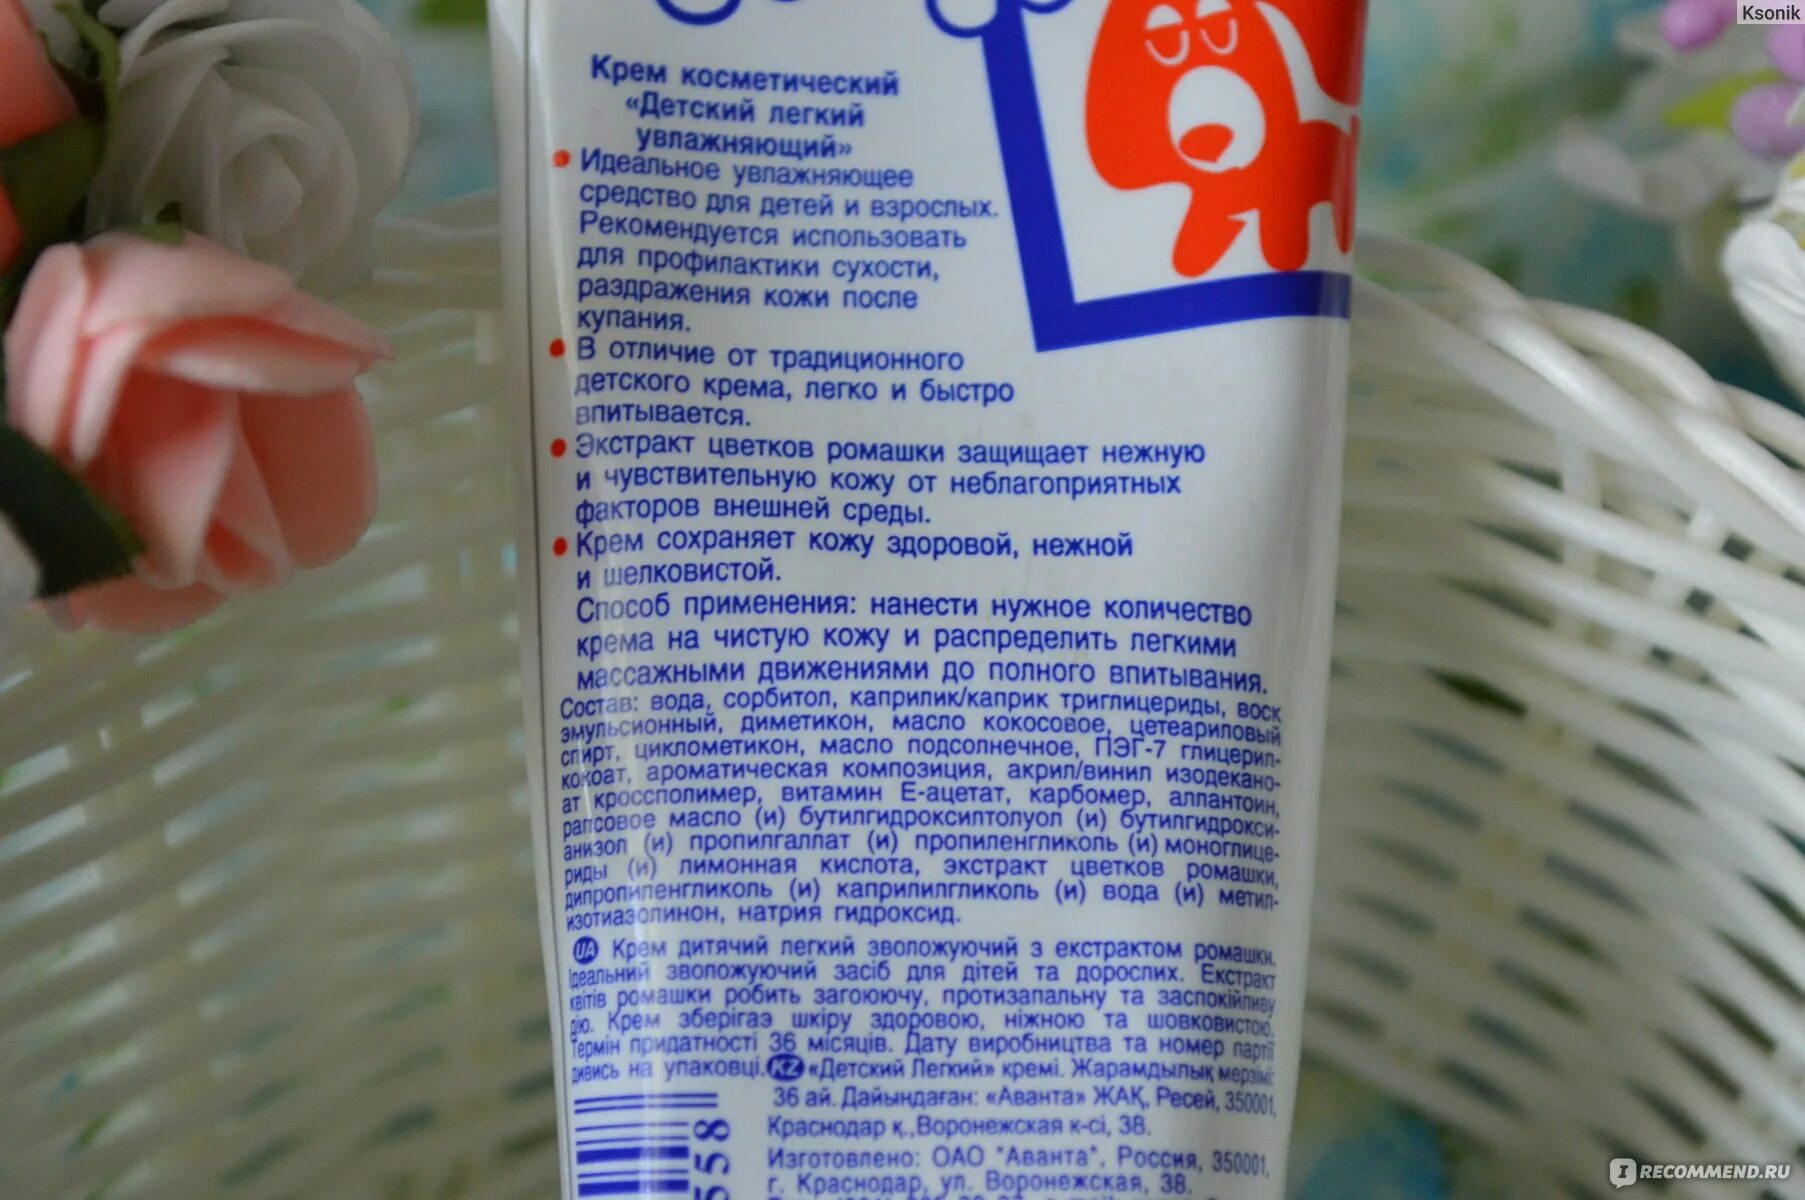 Ksonik
Крем косметический
«Детский легкий
увлажняющий»
Идеальное увлажняющее
средство для детей и взрослых.
Рекомендуется использовать
для профилактики сухости,
раздражения кожи после
купания.
В отличие от традиционного
детского крема, легко и быстро
впитывается.
Экстракт цветков ромашки защищает нежную
и чувствительную кожу от неблагоприятных
факторов внешней среды.
Крем сохраняет кожу здоровой, нежной
и шелковистой.
Способ применения: нанести нужное количество
крема на чистую кожу и распределить легкими
массажными движениями до полного впитывания.
Состав: вода, сорбитол, каприлик/каприк триглицериды, воск
эмульсионный, диметикон, масло кокосовое, цетеариловый
спирт, циклометикон, масло подсолнечное, ПЭГ-7 глицерил-
кокоат, ароматическая композиция, акрил/винил изодекано-
ат кроссполимер, витамин Е-ацетат, карбомер, аллантоин,
рапсовое масло (и) бутилгидроксилтолуол (и) бутилгидрокси-
анизол (и) пропилгаллат (и) пропиленгликоль (и) моноглице-
риды (и) лимонная кислота, экстракт цветков ромашки,
дипропиленгликоль (и) каприлилгликоль (и) вода (и) метил-
изотиазолинон, натрия гидроксид.
UA Крем дитячий легкий зволожуючий з екстрактом ромашки.
Ідеальний зволожуючий засіб для дітей та дорослих. Екстракт
квітів ромашки робить загоюючу, протизапальну та заспокійливу
дію. Крем зберігає шкіру здоровою, ніжною та шовковистою.
Термін придатності 36 місяців. Дату виробництва та номер партії
дивись на упаковці. KZ «Детский Легкий» кремі. Жарамдылық мерзімі:
36 ай. Дайындаған: «Аванта» ЖАҚ, Ресей, 350001,
Краснодар қ., Воронежская к-сі, 38.
Изготовлено: ОАО "Аванта", Россия, 350001,
г. Краснодар, ул. Воронежская, 38.
558
IRECOMMEND.RU